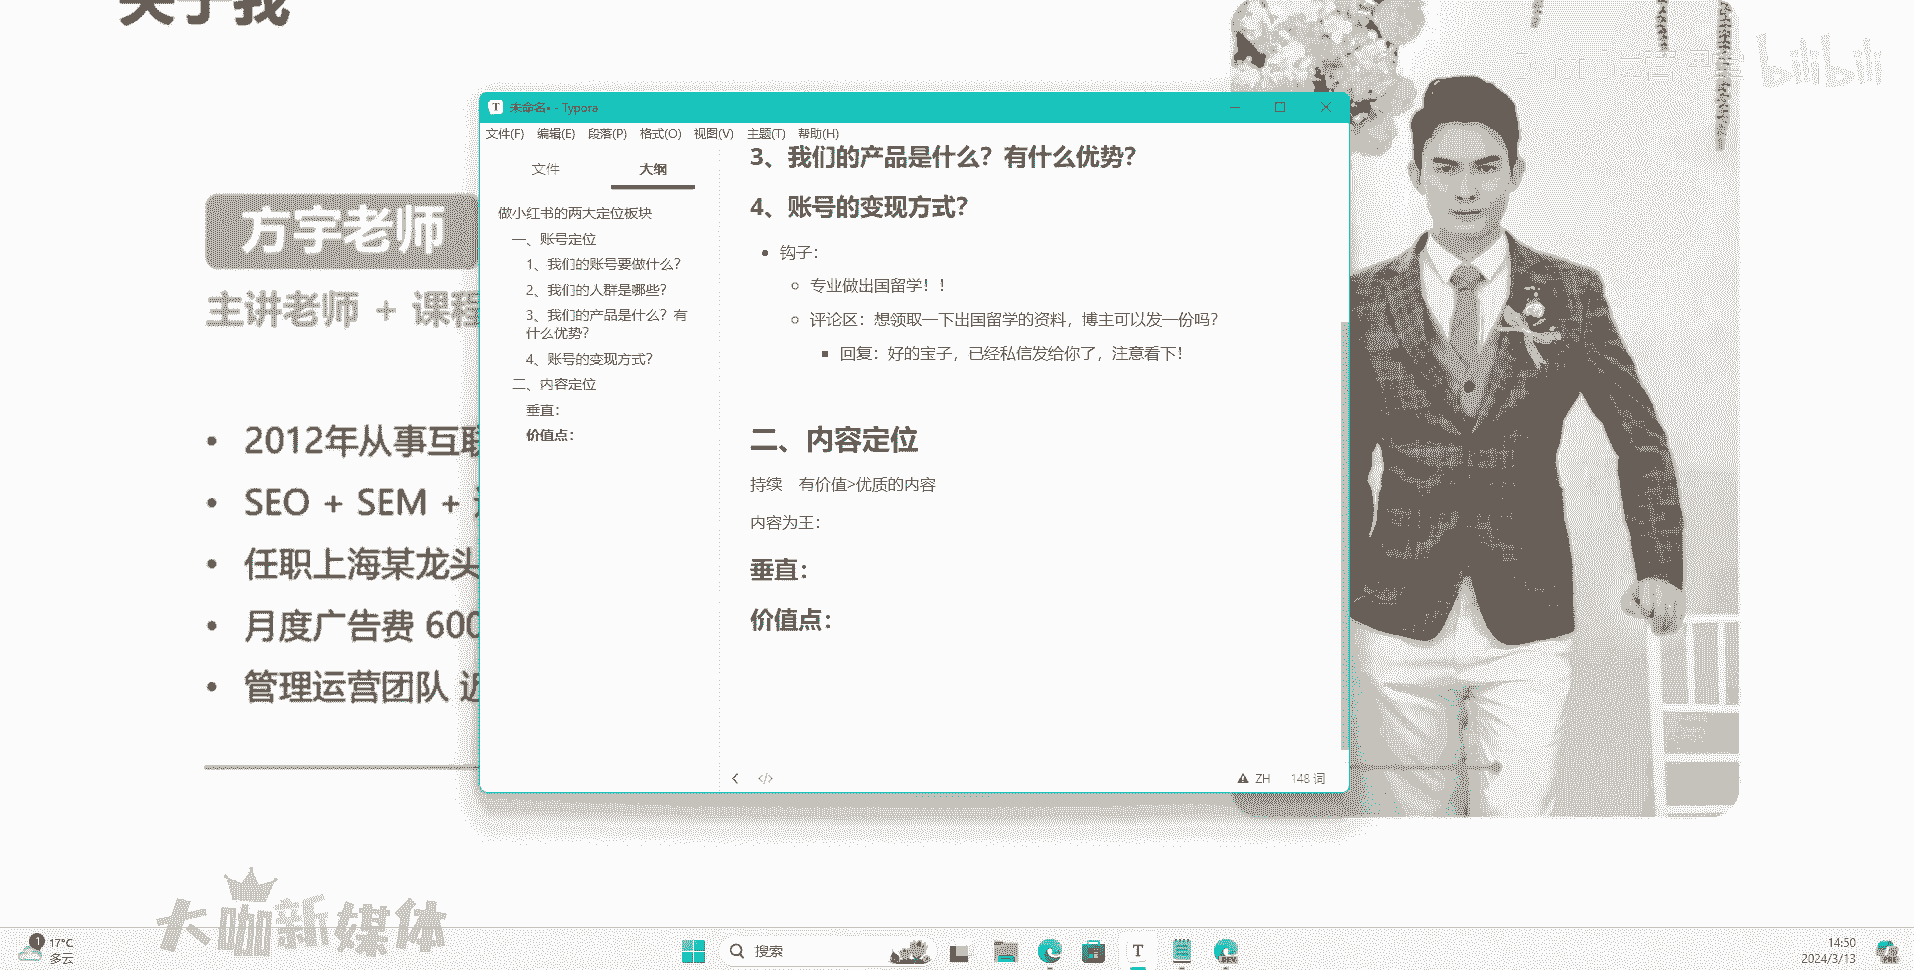 关于我
bilibili
方宇老师
主讲老师 + 课程
2012年从事互联
SEO + SEM +
任职上海某龙头
月度广告费 600
管理运营团队 近
未命名• - Typora
文件(F) 编辑(E) 段落(P) 格式(O) 视图(V) 主题(T) 帮助(H)
文件 大纲
做小红书的两大定位板块
一、账号定位
1、我们的账号要做什么?
2、我们的人群是哪些?
3、我们的产品是什么?有
什么优势?
4、账号的变现方式?
二、内容定位
垂直:
价值点:
3、我们的产品是什么?有什么优势?
4、账号的变现方式?
钩子:
专业做出国留学!!
评论区:想领取一下出国留学的资料,博主可以发一份吗?
回复:好的宝子,已经私信发给你了,注意看下!
二、内容定位
持续 有价值>优质的内容
内容为王:
垂直:
价值点:
ZH 148 词
大咖新媒体
1 17°C
多云
搜索
T
DEV
14:50
2024/3/13
PRE